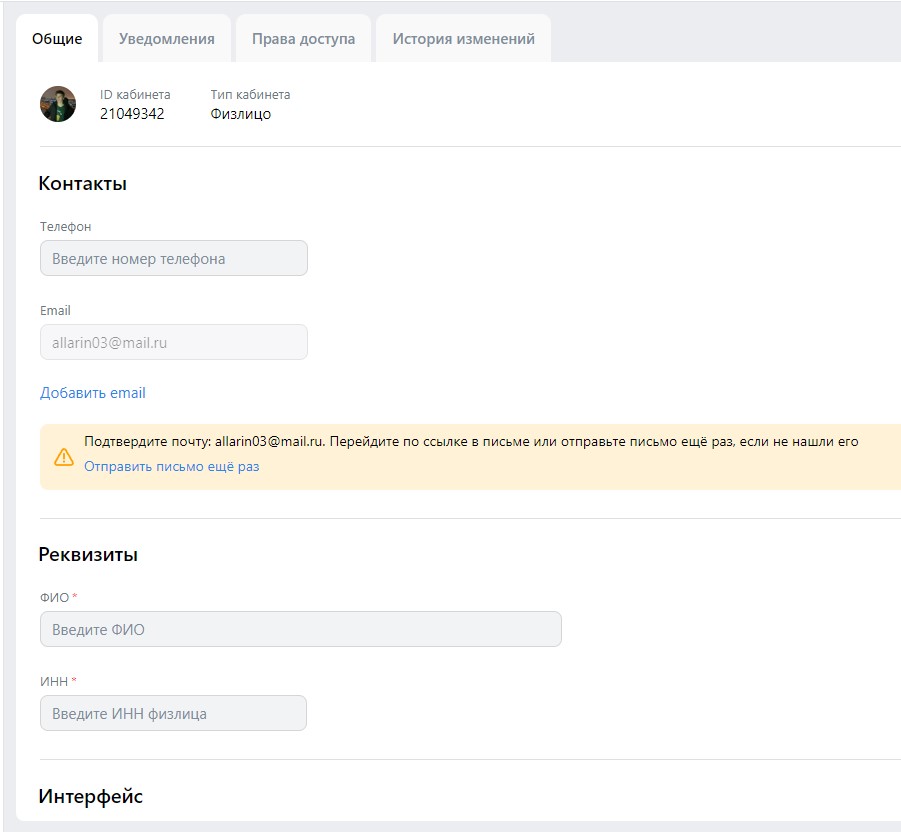 Общие Уведомления Права доступа История изменений
ID кабинета Тип кабинета
21049342 Физлицо
Контакты
Телефон
Введите номер телефона
Email
allarin03@mail.ru
Добавить email
Подтвердите почту: allarin03@mail.ru. Перейдите по ссылке в письме или отправьте письмо ещё раз, если не нашли его
Отправить письмо ещё раз
Реквизиты
ФИО *
Введите ФИО
ИНН *
Введите ИНН физлица
Интерфейс